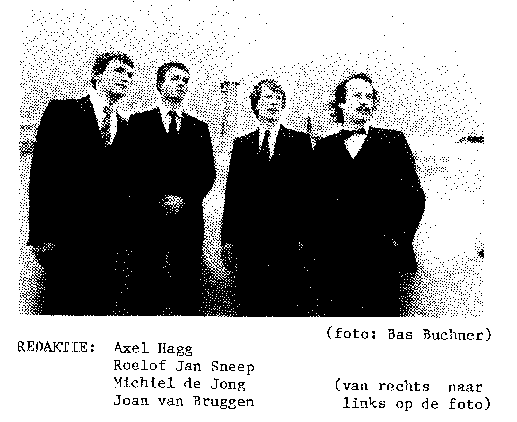 (foto: Bas Buchner)
REDAKTIE: Axel Hagg
Roelof Jan Sneep
Michiel de Jong (van rechts naar
Joan van Bruggen links op de foto)